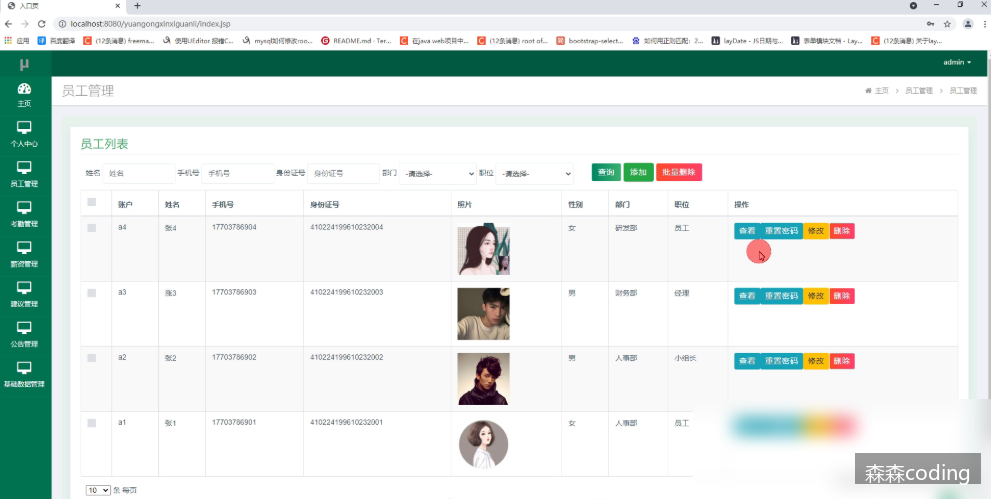 入口页
localhost:8080/yuangongxinxiguanli/index.jsp
应用 百度翻译 (12条消息) freema... 使用UEditor 报错C... mysql如何修改roo... README.md · Ter... 在java web项目中... (12条消息) root of... bootstrap-select... 如何用正则匹配：2... layDate - JS日期与... 表单模块文档 - Lay... (12条消息) 关于lay...
μ admin
主页
个人中心
员工管理
考勤管理
薪资管理
建议管理
公告管理
基础数据管理
员工管理 主页 > 员工管理 > 员工管理
员工列表
姓名 姓名 手机号 手机号 身份证号 身份证号 部门 -请选择- 职位 -请选择- 查询 添加 批量删除
账户 姓名 手机号 身份证号 照片 性别 部门 职位 操作
a4 张4 17703786904 410224199610232004 女 研发部 员工 查看 重置密码 修改 删除
a3 张3 17703786903 410224199610232003 男 财务部 经理 查看 重置密码 修改 删除
a2 张2 17703786902 410224199610232002 男 人事部 小组长 查看 重置密码 修改 删除
a1 张1 17703786901 410224199610232001 女 人事部 员工
10 条 每页
森森coding